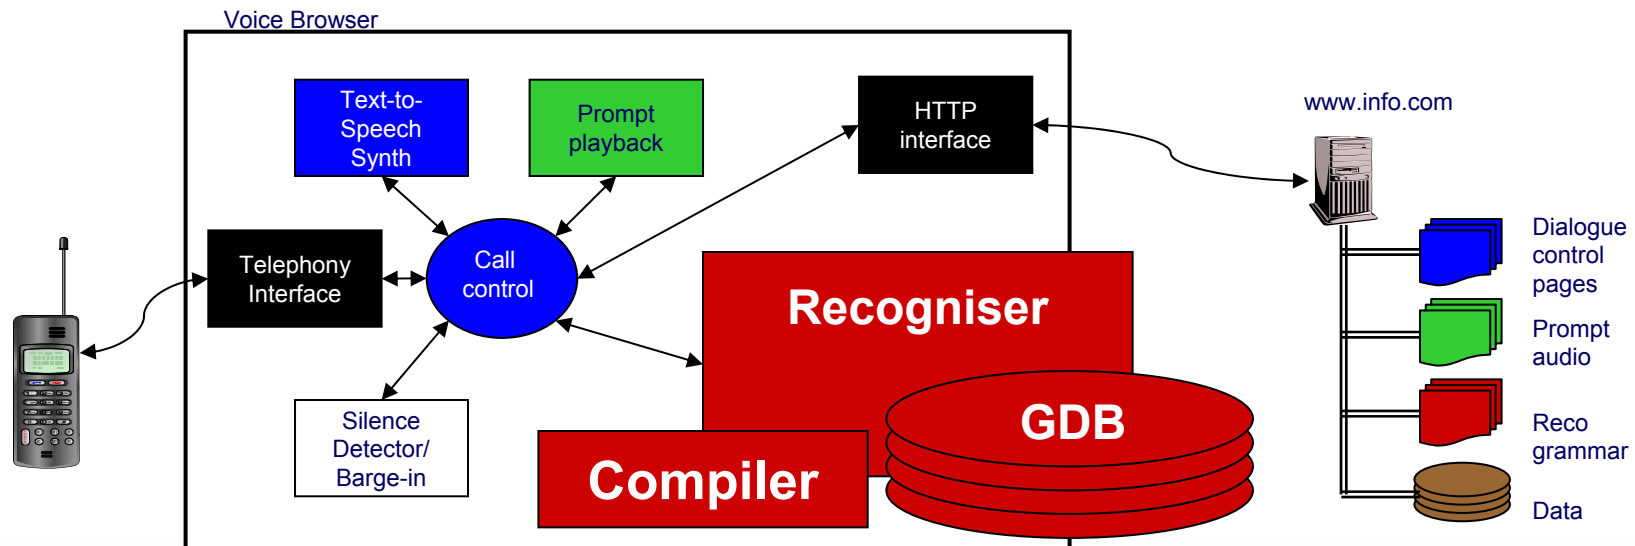 Voice Browser
Text-to-
Speech
Synth
Prompt
playback
HTTP
interface
www.info.com
Telephony
Interface
Call
control
Recogniser
Silence
Detector/
Barge-in
Compiler
GDB
Dialogue
control
pages
Prompt
audio
Reco
grammar
Data